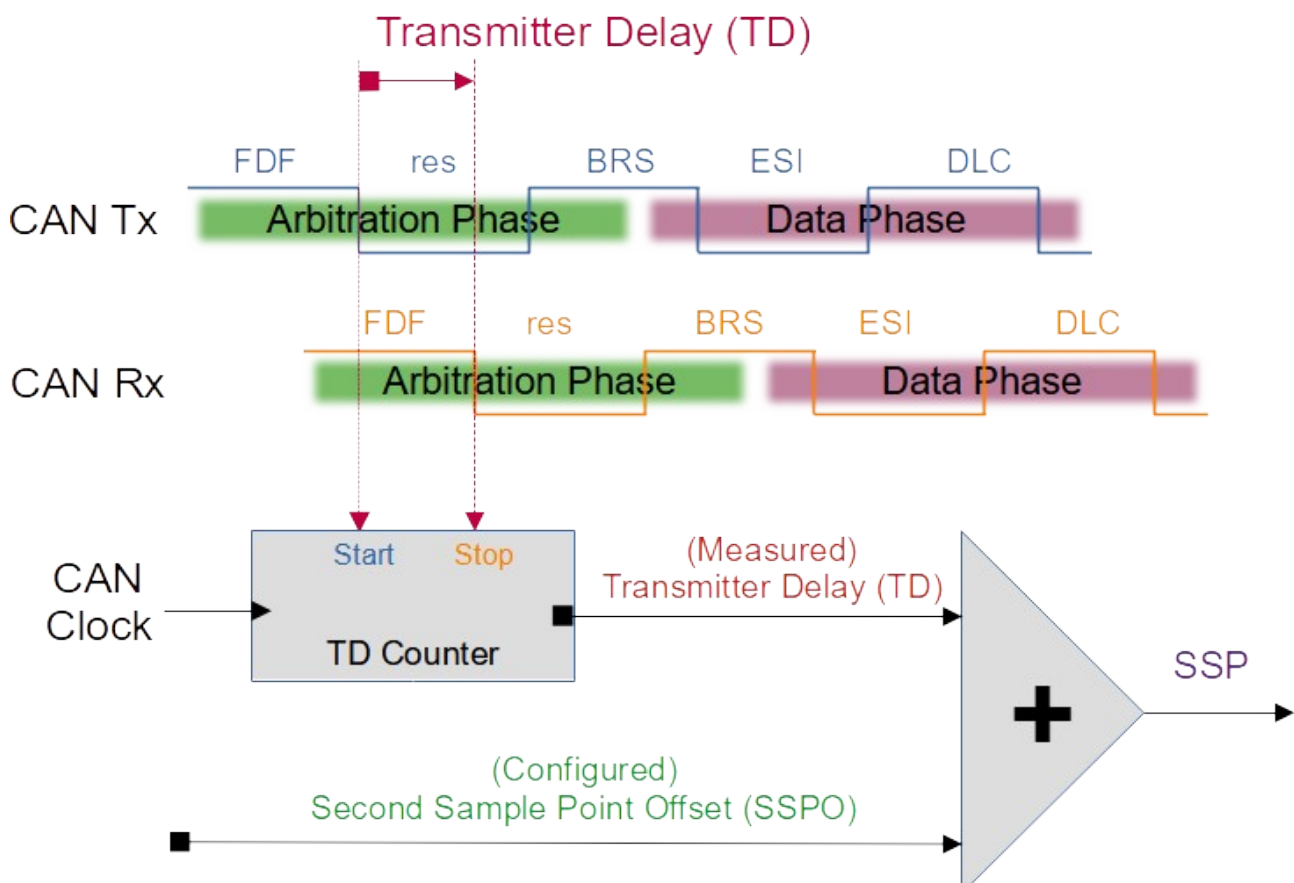 Transmitter Delay (TD)
FDF res BRS ESI DLC
CAN Tx
Arbitration Phase Data Phase
FDF res BRS ESI DLC
CAN Rx
Arbitration Phase Data Phase
Start Stop
CAN
Clock
TD Counter
(Measured)
Transmitter Delay (TD)
SSP
+
(Configured)
Second Sample Point Offset (SSPO)